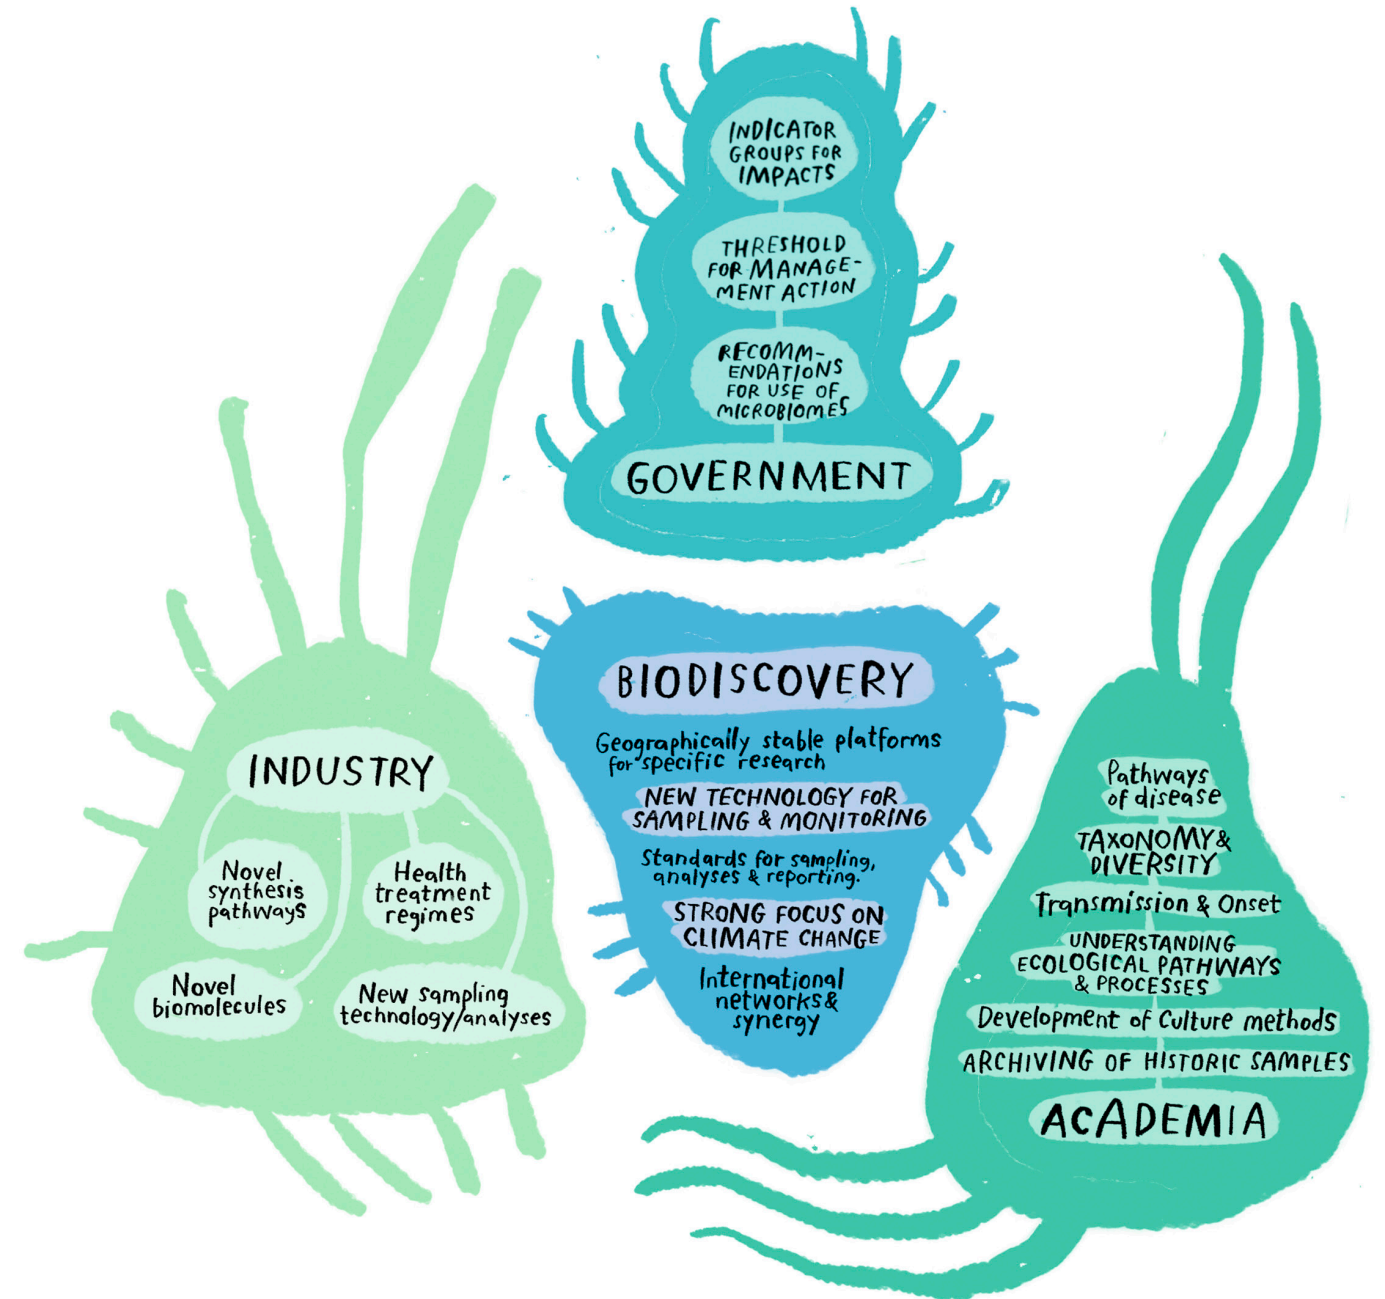 INDICATOR
GROUPS FOR
IMPACTS
THRESHOLD
FOR MANAGE-
MENT ACTION
RECOMM-
ENDATIONS
FOR USE OF
MICROBIOMES
GOVERNMENT
INDUSTRY
Novel
synthesis
pathways
Health
treatment
regimes
Novel
biomolecules
New sampling
technology/analyses
BIODISCOVERY
Geographically stable platforms
for specific research
NEW TECHNOLOGY FOR
SAMPLING & MONITORING
Standards for sampling,
analyses & reporting.
STRONG FOCUS ON
CLIMATE CHANGE
International
networks &
synergy
Pathways
of disease
TAXONOMY &
DIVERSITY
Transmission & Onset
UNDERSTANDING
ECOLOGICAL PATHWAYS
& PROCESSES
Development of Culture methods
ARCHIVING OF HISTORIC SAMPLES
ACADEMIA